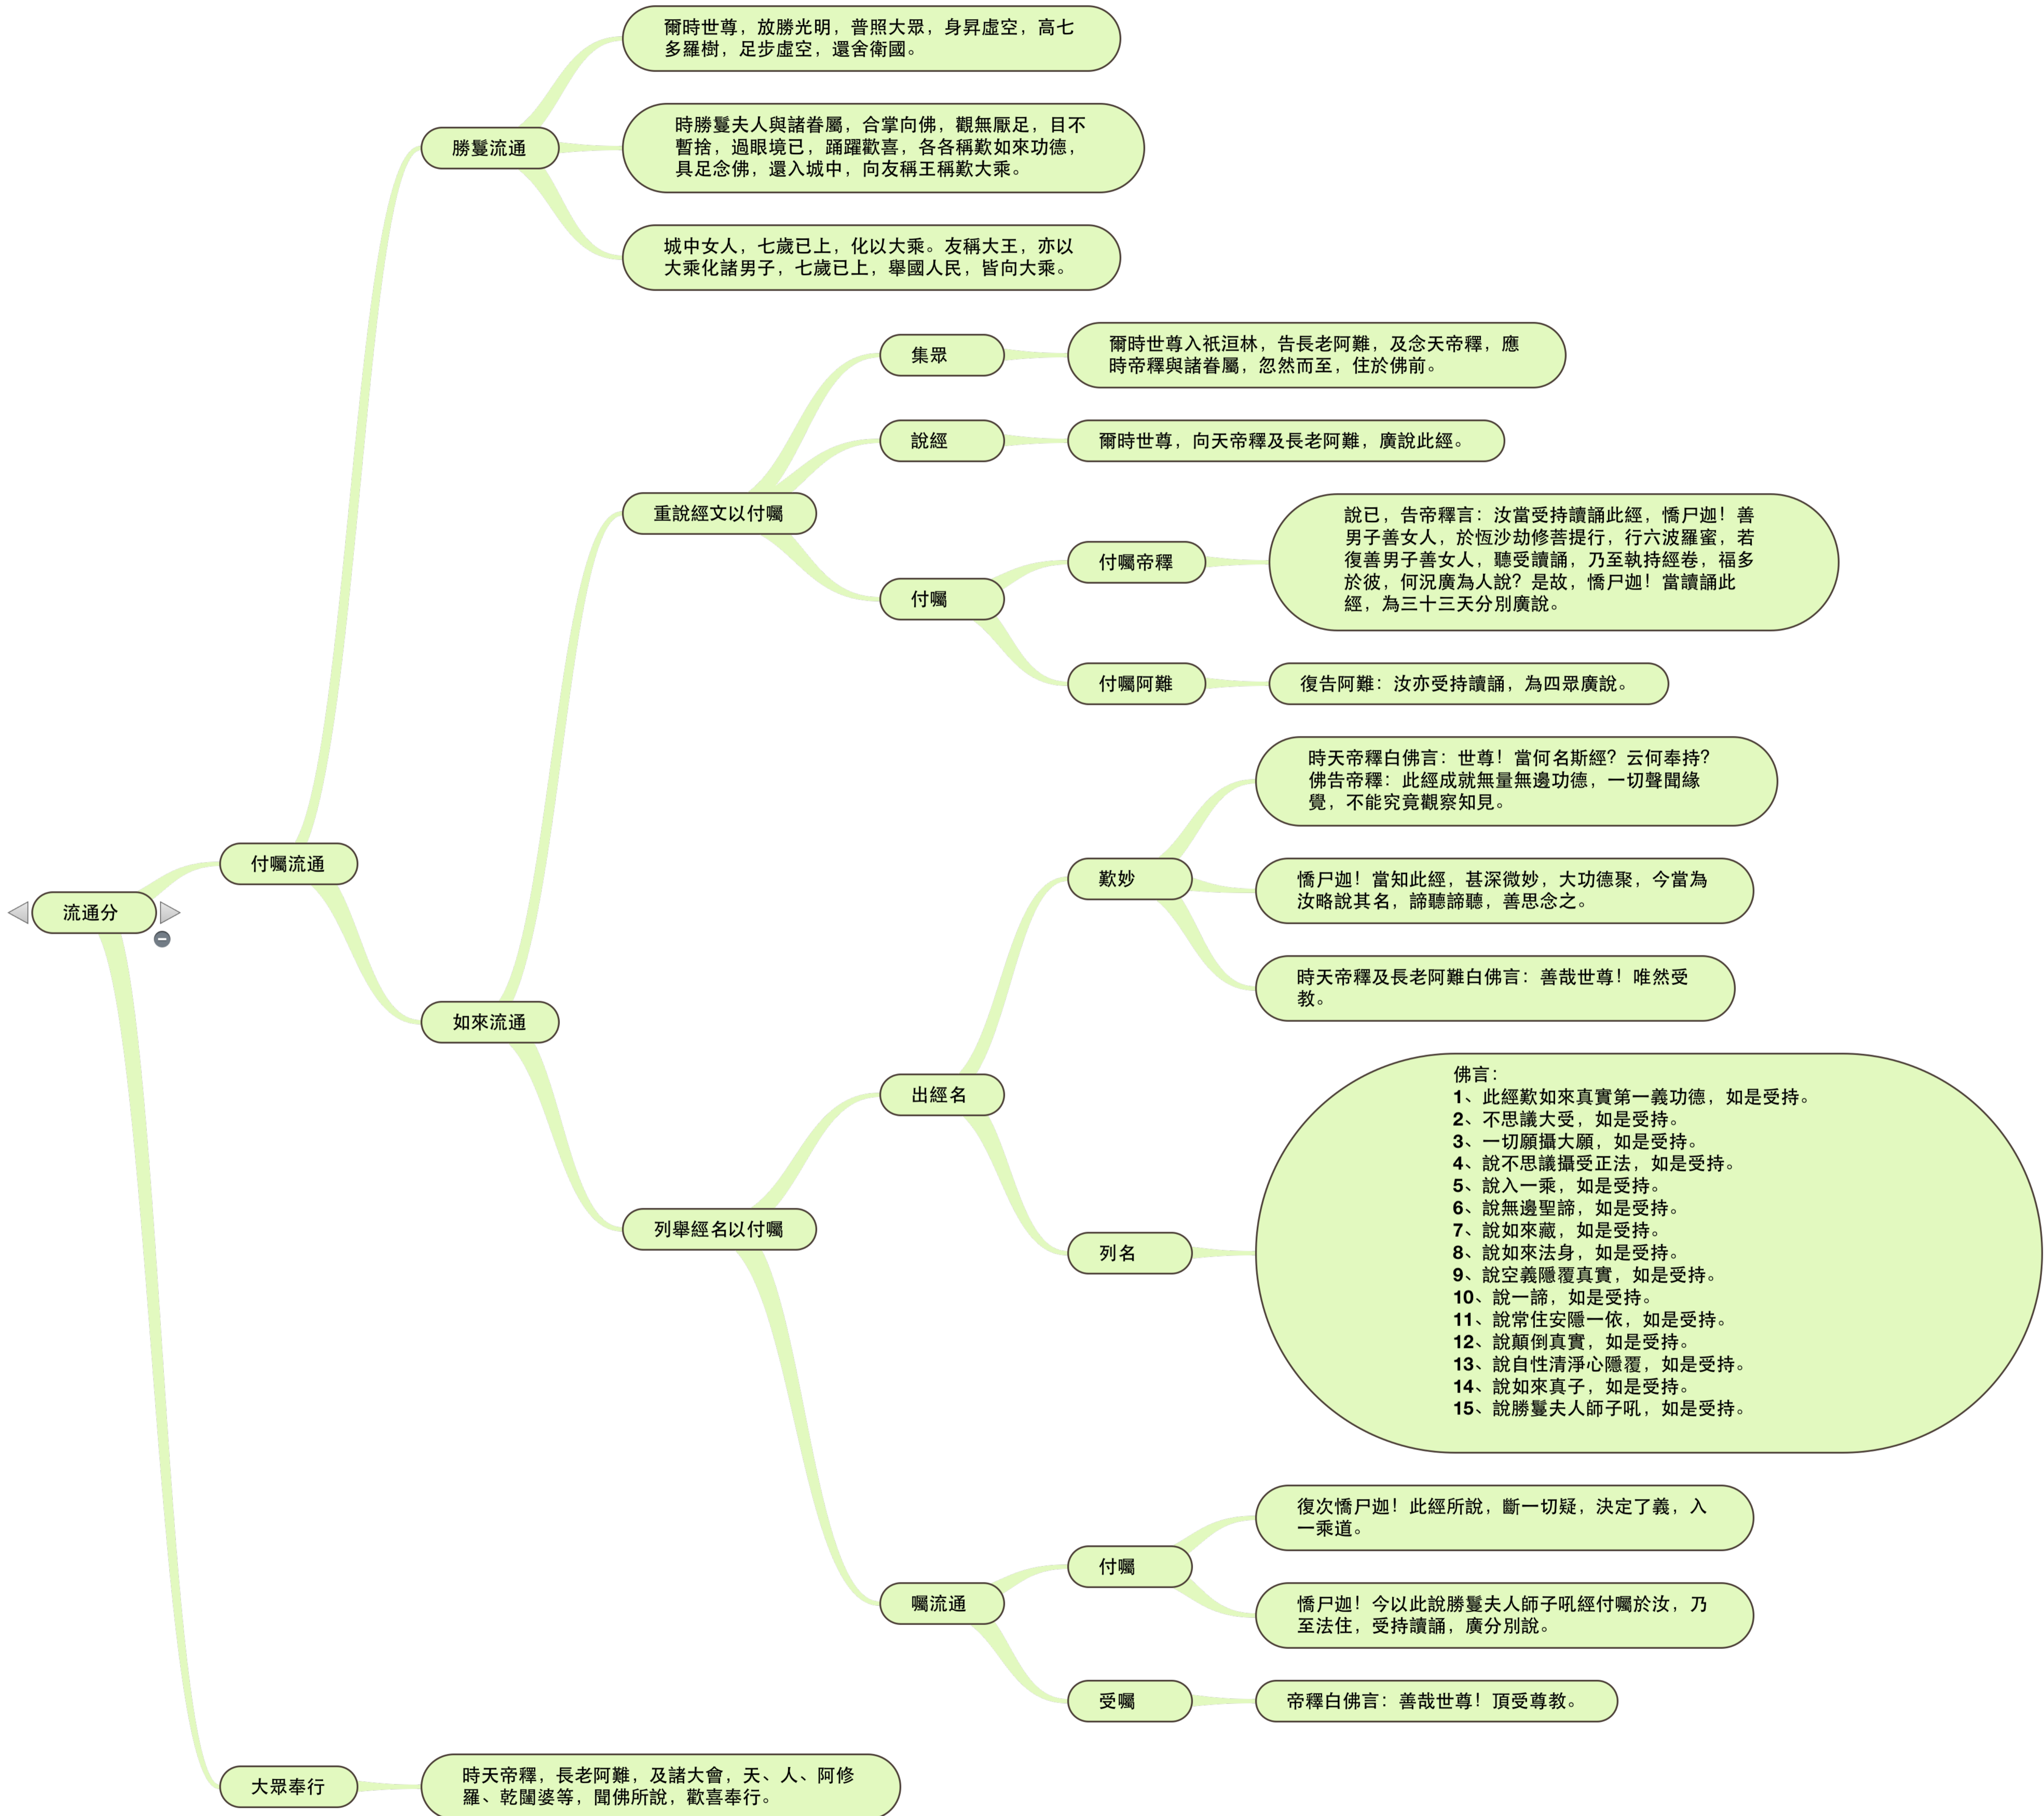 流通分
付囑流通
勝鬘流通
爾時世尊，放勝光明，普照大眾，身昇虛空，高七
多羅樹，足步虛空，還舍衛國。
時勝鬘夫人與諸眷屬，合掌向佛，觀無厭足，目不
暫捨，過眼境已，踊躍歡喜，各各稱歎如來功德，
具足念佛，還入城中，向友稱王稱歎大乘。
城中女人，七歲已上，化以大乘。友稱大王，亦以
大乘化諸男子，七歲已上，舉國人民，皆向大乘。
如來流通
重說經文以付囑
集眾
爾時世尊入祇洹林，告長老阿難，及念天帝釋，應
時帝釋與諸眷屬，忽然而至，住於佛前。
說經
爾時世尊，向天帝釋及長老阿難，廣說此經。
付囑
付囑帝釋
說已，告帝釋言：汝當受持讀誦此經，憍尸迦！善
男子善女人，於恆沙劫修菩提行，行六波羅蜜，若
復善男子善女人，聽受讀誦，乃至執持經卷，福多
於彼，何況廣為人說？是故，憍尸迦！當讀誦此
經，為三十三天分別廣說。
付囑阿難
復告阿難：汝亦受持讀誦，為四眾廣說。
列舉經名以付囑
出經名
歎妙
時天帝釋白佛言：世尊！當何名斯經？云何奉持？
佛告帝釋：此經成就無量無邊功德，一切聲聞緣
覺，不能究竟觀察知見。
憍尸迦！當知此經，甚深微妙，大功德聚，今當為
汝略說其名，諦聽諦聽，善思念之。
時天帝釋及長老阿難白佛言：善哉世尊！唯然受
教。
列名
佛言：
1、此經歎如來真實第一義功德，如是受持。
2、不思議大受，如是受持。
3、一切願攝大願，如是受持。
4、說不思議攝受正法，如是受持。
5、說入一乘，如是受持。
6、說無邊聖諦，如是受持。
7、說如來藏，如是受持。
8、說如來法身，如是受持。
9、說空義隱覆真實，如是受持。
10、說一諦，如是受持。
11、說常住安隱一依，如是受持。
12、說顛倒真實，如是受持。
13、說自性清淨心隱覆，如是受持。
14、說如來真子，如是受持。
15、說勝鬘夫人師子吼，如是受持。
囑流通
付囑
復次憍尸迦！此經所說，斷一切疑，決定了義，入
一乘道。
憍尸迦！今以此說勝鬘夫人師子吼經付囑於汝，乃
至法住，受持讀誦，廣分別說。
受囑
帝釋白佛言：善哉世尊！頂受尊教。
大眾奉行
時天帝釋，長老阿難，及諸大會，天、人、阿修
羅、乾闥婆等，聞佛所說，歡喜奉行。